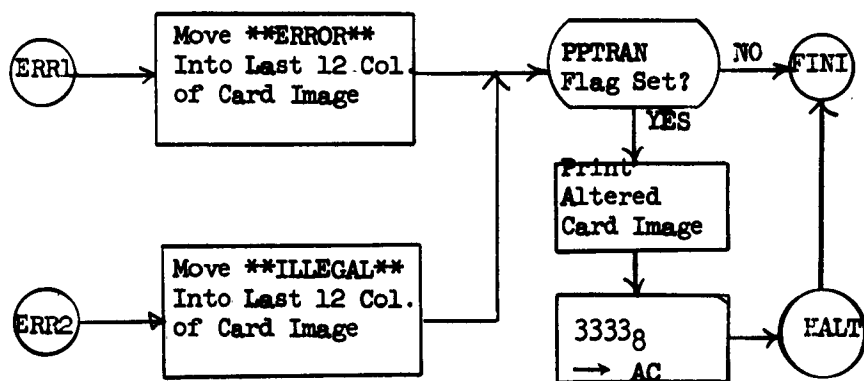 ERR1
Move **ERROR**
Into Last 12 Col.
of Card Image
PPTRAN
Flag Set?
NO
FINI
YES
Print
Altered
Card Image
ERR2
Move **ILLEGAL**
Into Last 12 Col.
of Card Image
3333₈
→ AC
HALT